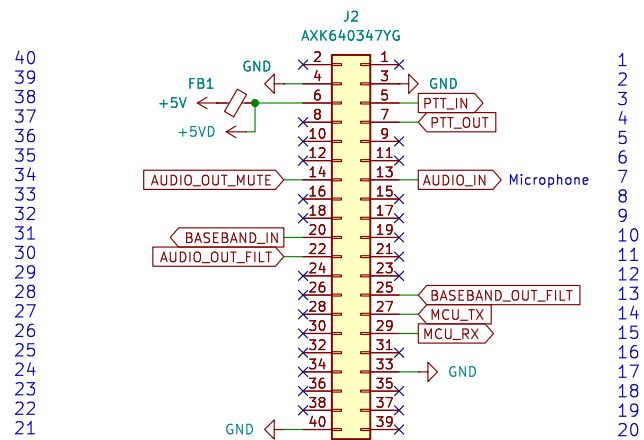 J2
AXK640347YG
40 2 1 1
39 GND 4 3 GND 2
38 FB1 +5V 6 5 PTT_IN 3
37 +5VD 8 7 PTT_OUT 4
36 10 9 5
35 12 11 6
34 AUDIO_OUT_MUTE 14 13 AUDIO_IN Microphone 7
33 16 15 8
32 18 17 9
31 BASEBAND_IN 20 19 10
30 AUDIO_OUT_FILT 22 21 11
29 24 23 12
28 26 25 BASEBAND_OUT_FILT 13
27 28 27 MCU_TX 14
26 30 29 MCU_RX 15
25 32 31 16
24 34 33 GND 17
23 36 35 18
22 38 37 19
21 GND 40 39 20